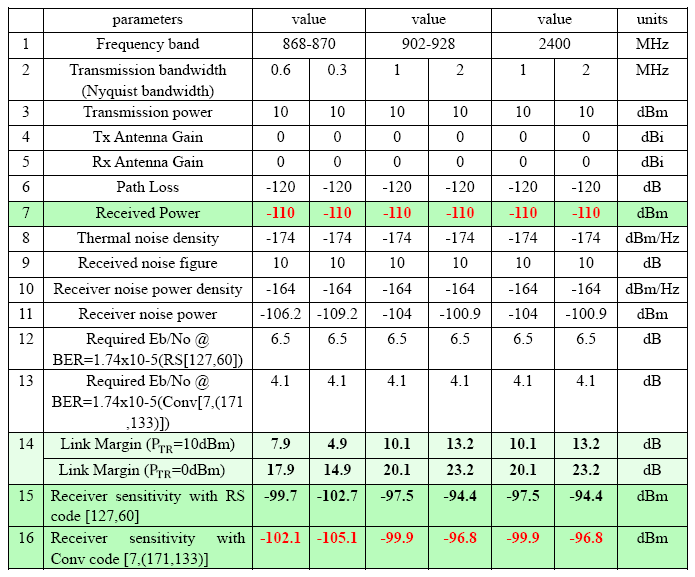 parameters value value value units
1 Frequency band 868-870 902-928 2400 MHz
2 Transmission bandwidth 0.6 0.3 1 2 1 2 MHz
(Nyquist bandwidth)
3 Transmission power 10 10 10 10 10 10 dBm
4 Tx Antenna Gain 0 0 0 0 0 0 dBi
5 Rx Antenna Gain 0 0 0 0 0 0 dBi
6 Path Loss -120 -120 -120 -120 -120 -120 dB
7 Received Power -110 -110 -110 -110 -110 -110 dBm
8 Thermal noise density -174 -174 -174 -174 -174 -174 dBm/Hz
9 Received noise figure 10 10 10 10 10 10 dB
10 Receiver noise power density -164 -164 -164 -164 -164 -164 dBm/Hz
11 Receiver noise power -106.2 -109.2 -104 -100.9 -104 -100.9 dBm
12 Required Eb/No @ 6.5 6.5 6.5 6.5 6.5 6.5 dB
BER=1.74x10-5(RS[127,60])
13 Required Eb/No @ 4.1 4.1 4.1 4.1 4.1 4.1 dB
BER=1.74x10-5(Conv[7,(171
,133)])
14 Link Margin (PTR=10dBm) 7.9 4.9 10.1 13.2 10.1 13.2 dB
Link Margin (PTR=0dBm) 17.9 14.9 20.1 23.2 20.1 23.2 dB
15 Receiver sensitivity with RS -99.7 -102.7 -97.5 -94.4 -97.5 -94.4 dBm
code [127,60]
16 Receiver sensitivity with -102.1 -105.1 -99.9 -96.8 -99.9 -96.8 dBm
Conv code [7,(171,133)]